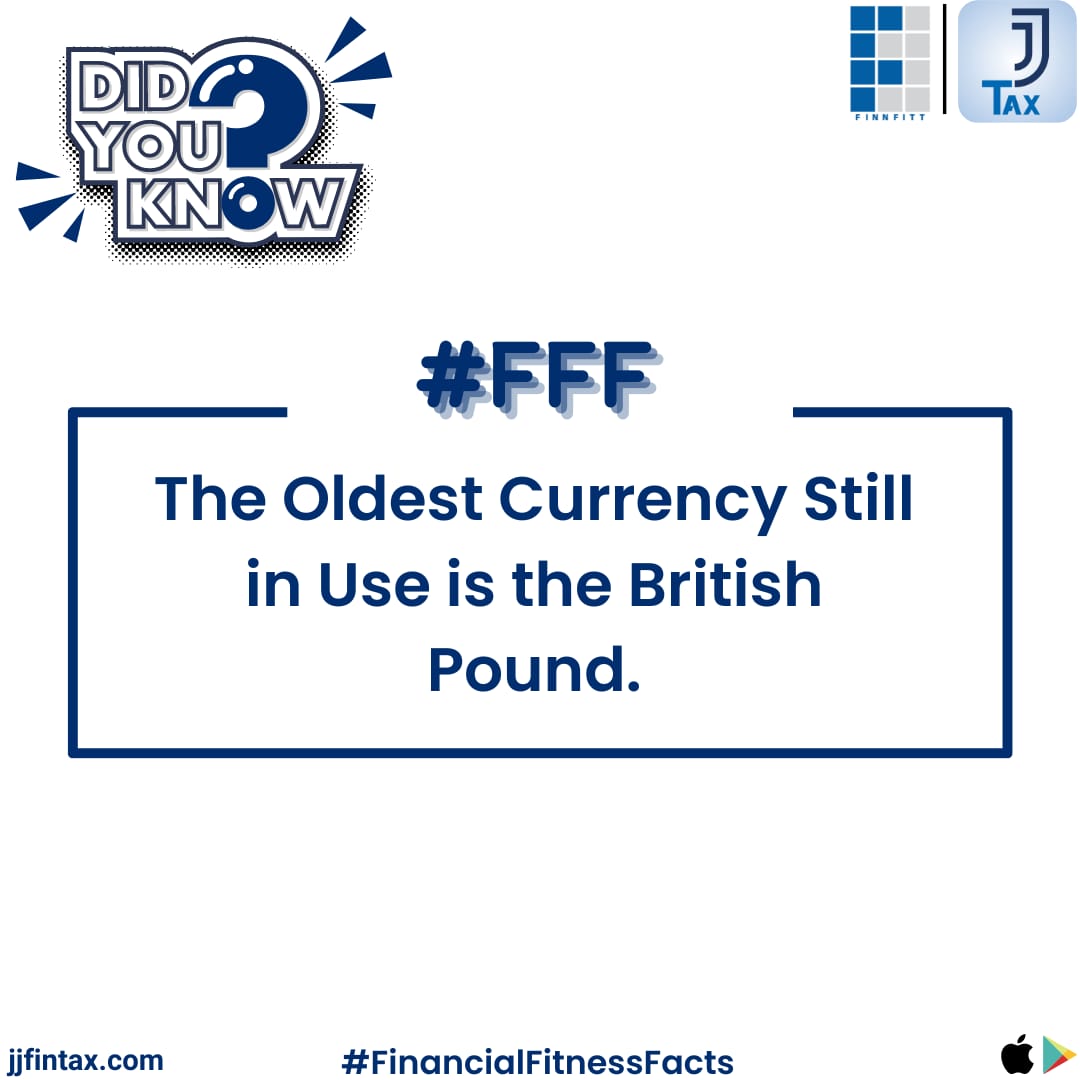 DID
YOU
KNOW
?
FINNFITT
JJ
TAX
#FFF
The Oldest Currency Still
in Use is the British
Pound.
jjfintax.com
#FinancialFitnessFacts